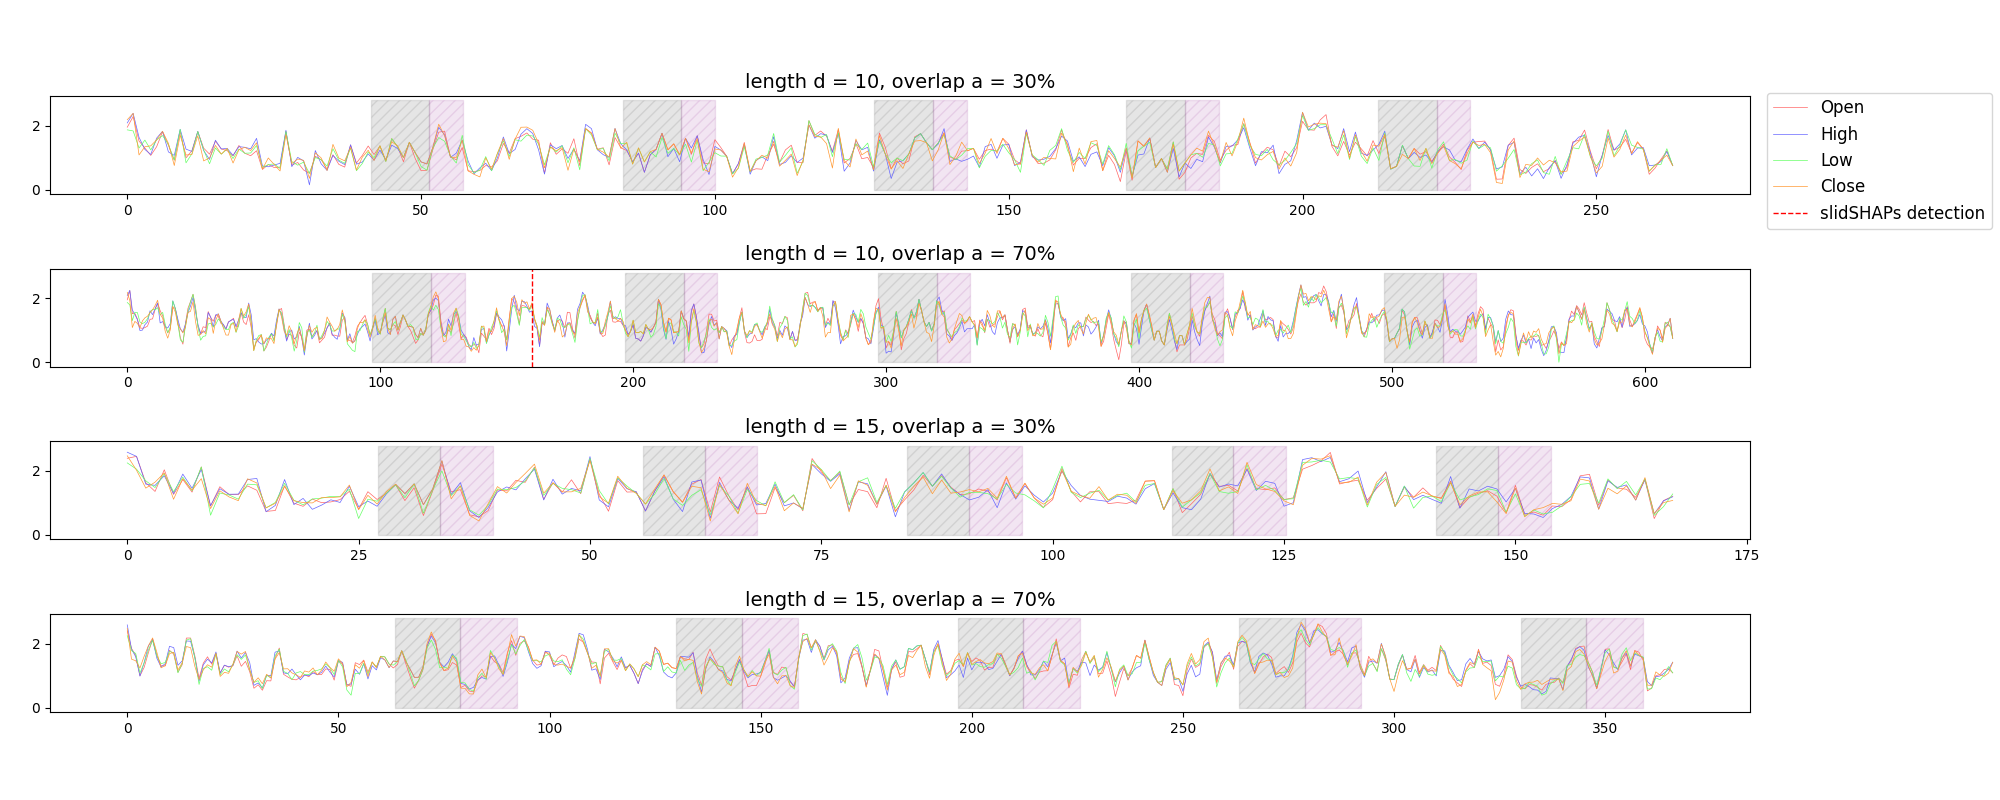 length d = 10, overlap a = 30%
2
0
0 50 100 150 200 250
Open
High
Low
Close
slidSHAPs detection
length d = 10, overlap a = 70%
2
0
0 100 200 300 400 500 600
length d = 15, overlap a = 30%
2
0
0 25 50 75 100 125 150 175
length d = 15, overlap a = 70%
2
0
0 50 100 150 200 250 300 350